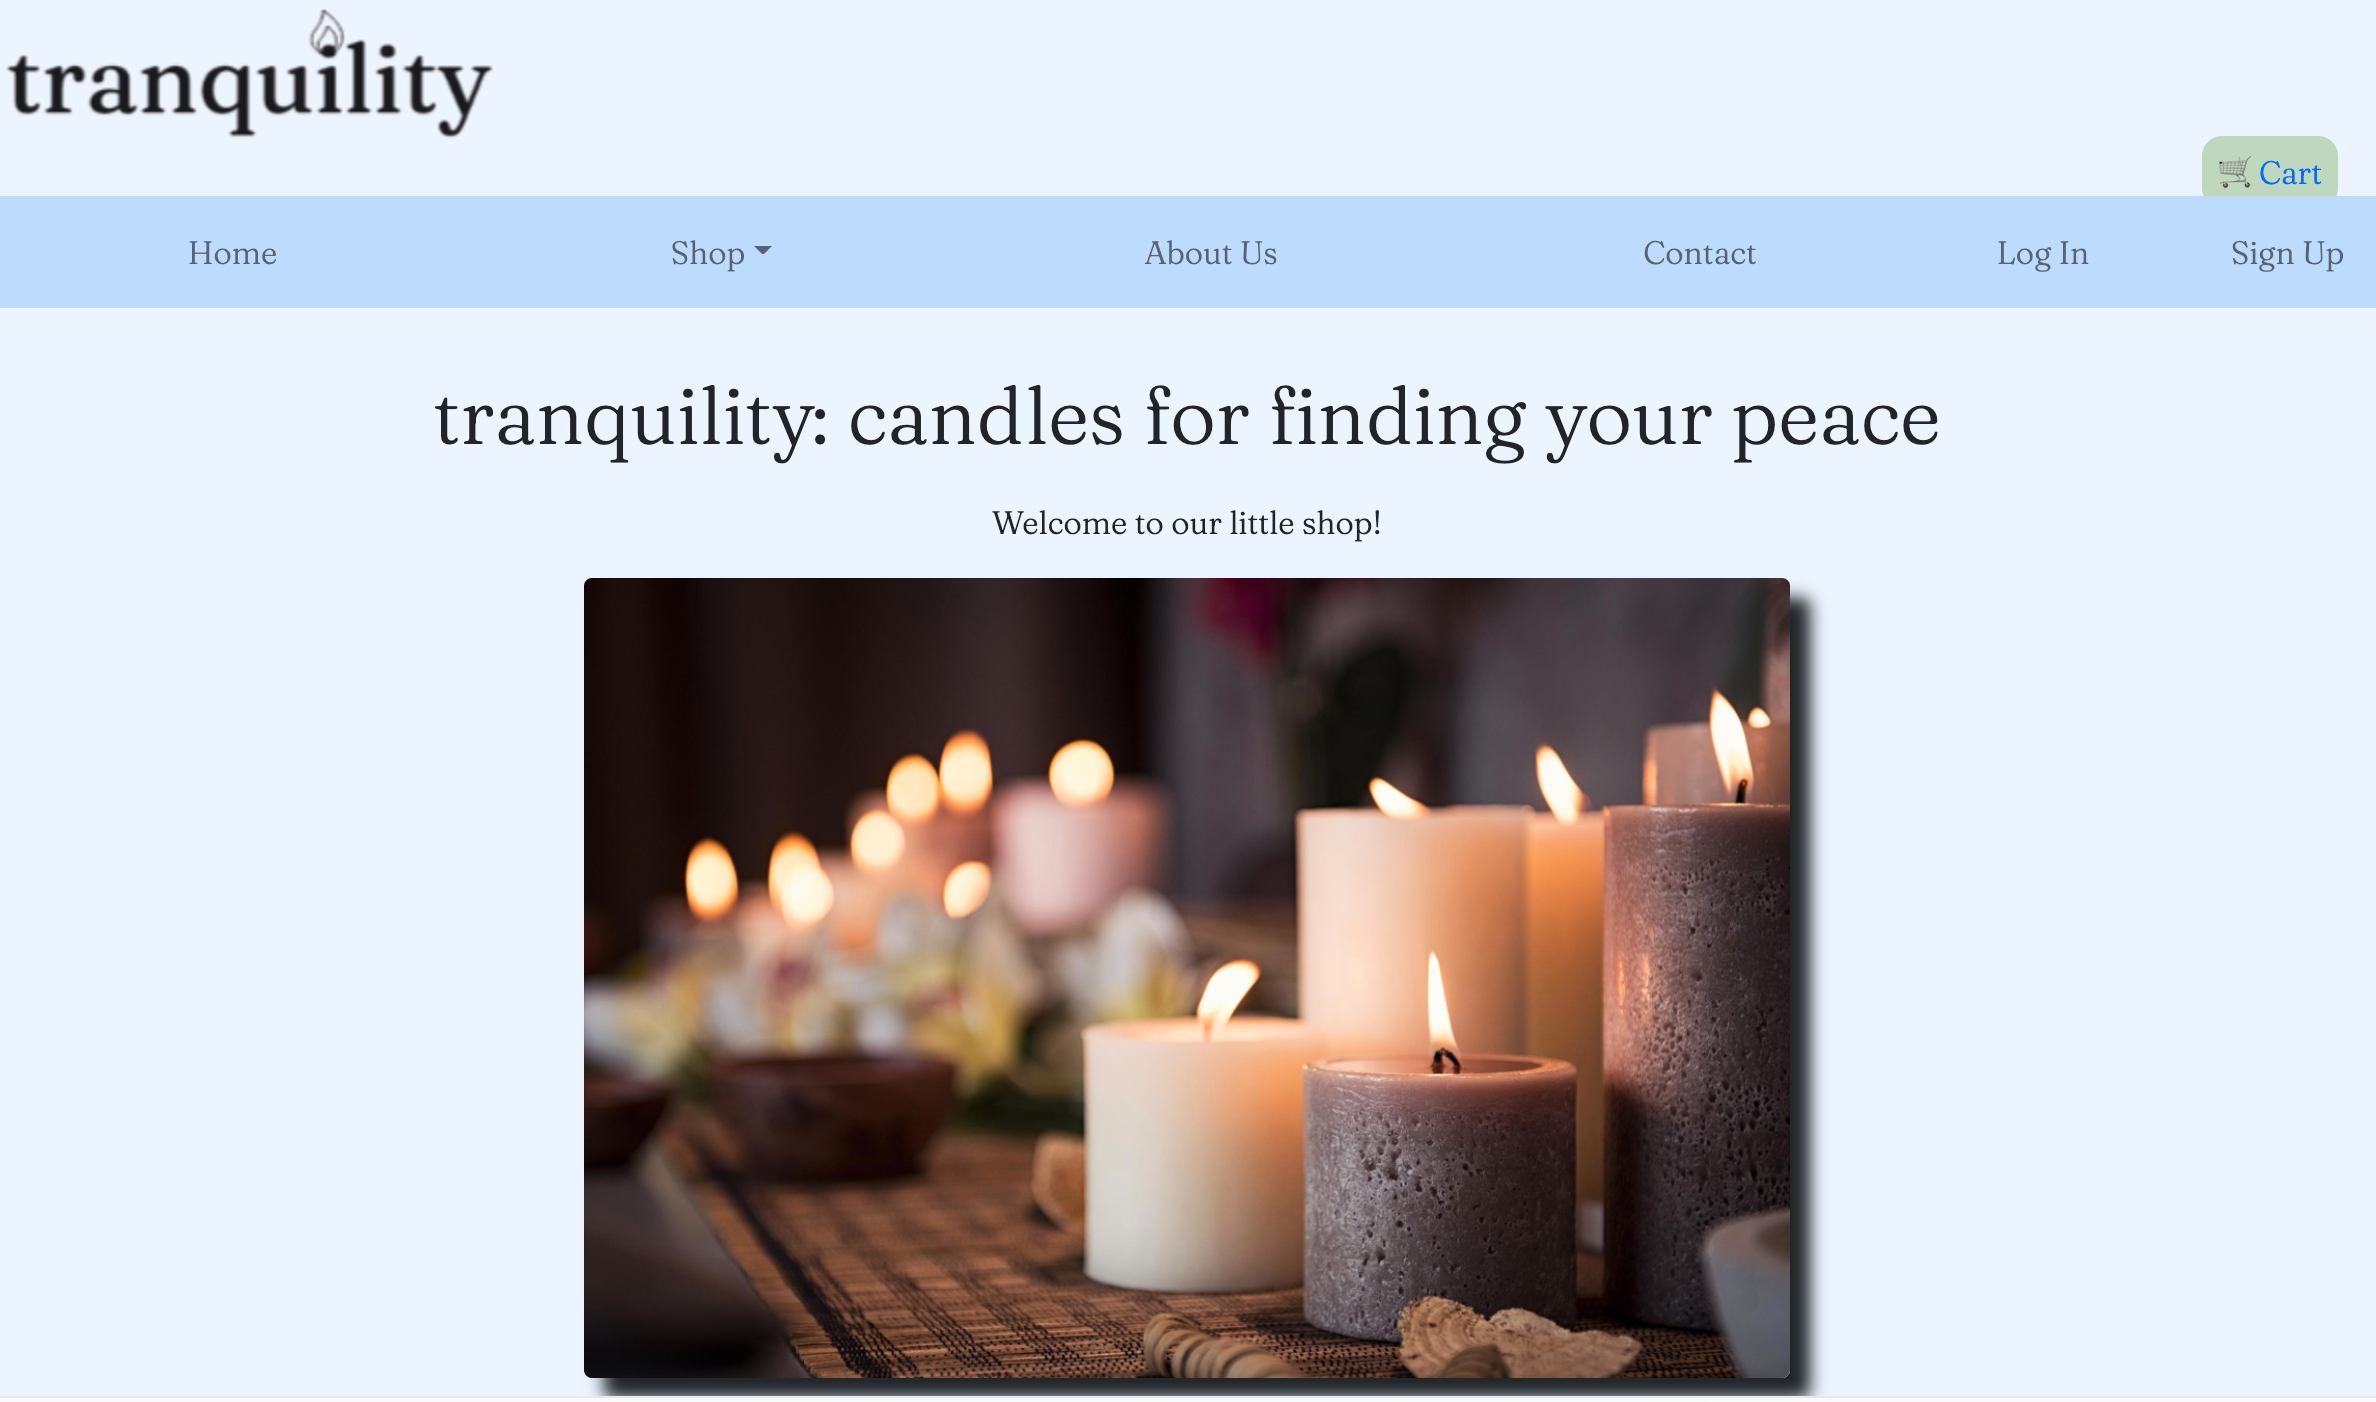 tranquility
Cart
Home Shop About Us Contact Log In Sign Up
tranquility: candles for finding your peace
Welcome to our little shop!